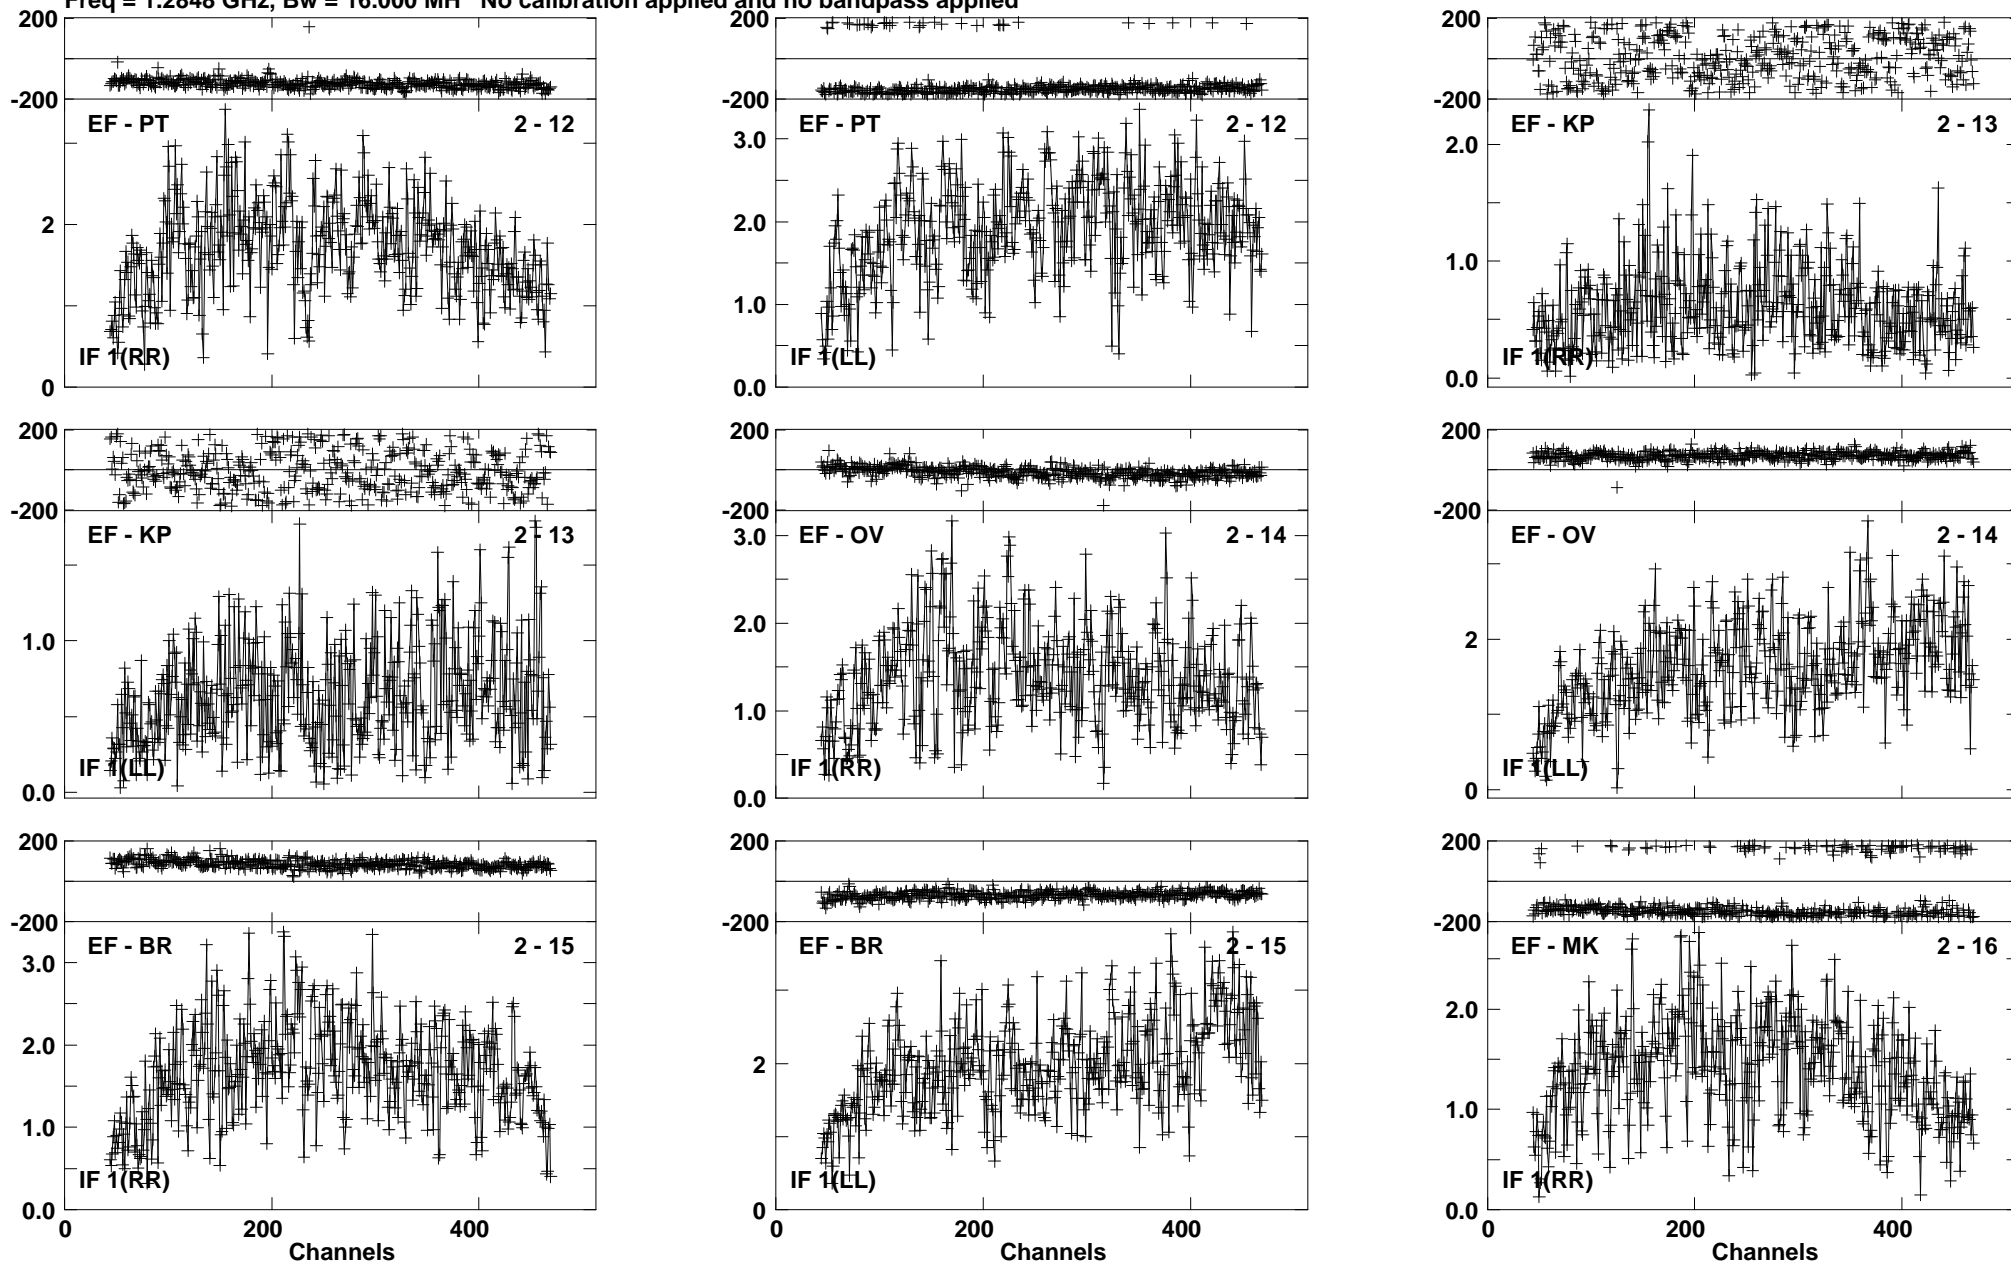 Freq = 1.2848 GHz, Bw = 16.000 MH No calibration applied and no bandpass applied
200
-200
EF - PT 2 - 12
2
IF 1(RR)
0
EF - PT 2 - 12
3.0
2.0
1.0
IF 1(LL)
0.0
200
-200
EF - KP 2 - 13
2.0
1.0
IF 1(RR)
0.0
200
-200
EF - KP 2 - 13
1.0
IF 1(LL)
0.0
200
-200
EF - OV 2 - 14
3.0
2.0
1.0
IF 1(RR)
0.0
200
-200
EF - OV 2 - 14
2
IF 1(LL)
0
200
-200
EF - BR 2 - 15
3.0
2.0
1.0
IF 1(RR)
0.0
0 200 400
Channels
200
-200
EF - BR 2 - 15
2
IF 1(LL)
0
200
-200
EF - MK 2 - 16
2.0
1.0
IF 1(RR)
0.0
0 200 400
Channels